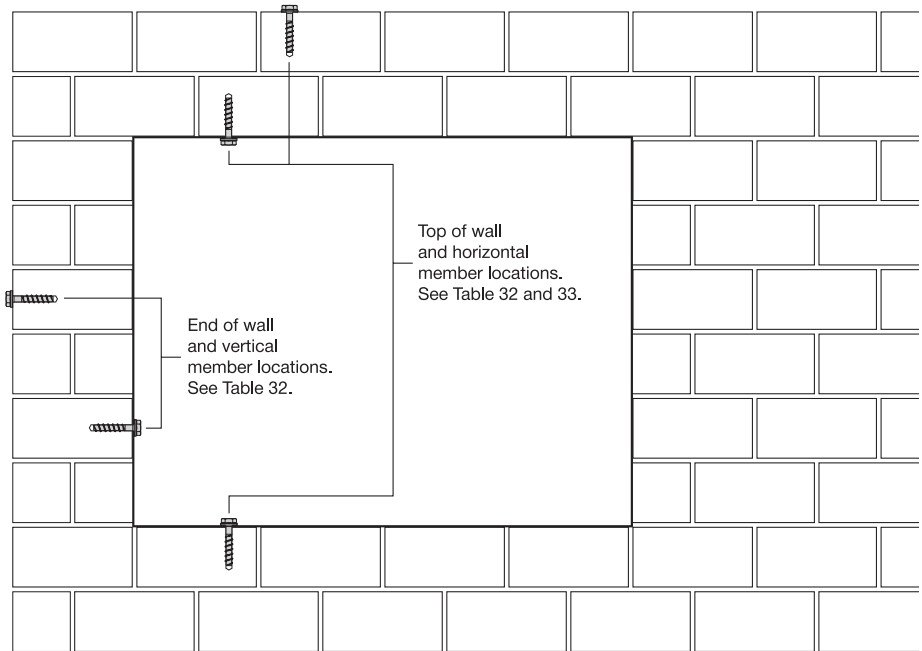 Top of wall
and horizontal
member locations.
See Table 32 and 33.
End of wall
and vertical
member locations.
See Table 32.